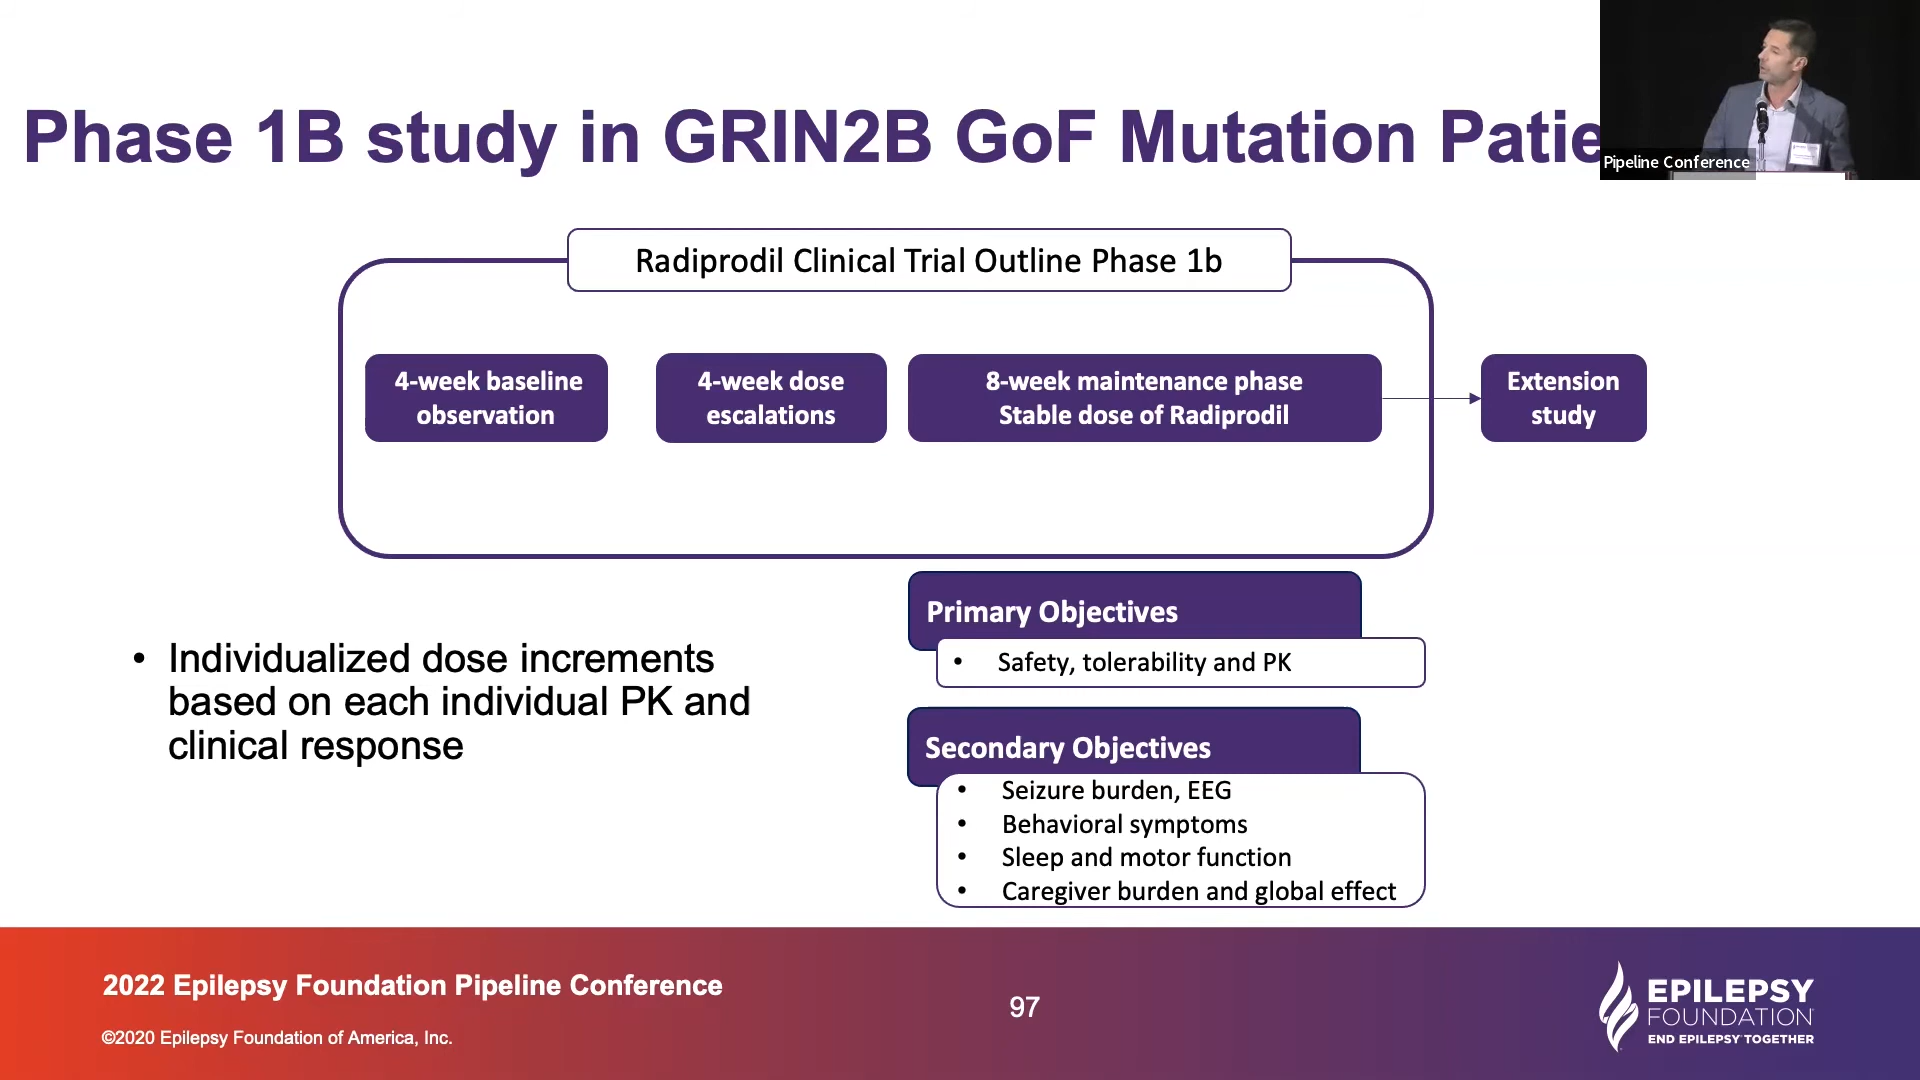 Phase 1B study in GRIN2B GoF Mutation Patie
Pipeline Conference
Radiprodil Clinical Trial Outline Phase 1b
4-week baseline
observation
4-week dose
escalations
8-week maintenance phase
Stable dose of Radiprodil
Extension
study
• Individualized dose increments
based on each individual PK and
clinical response
Primary Objectives
• Safety, tolerability and PK
Secondary Objectives
• Seizure burden, EEG
• Behavioral symptoms
• Sleep and motor function
• Caregiver burden and global effect
2022 Epilepsy Foundation Pipeline Conference
©2020 Epilepsy Foundation of America, Inc.
97
EPILEPSY
FOUNDATION
END EPILEPSY TOGETHER